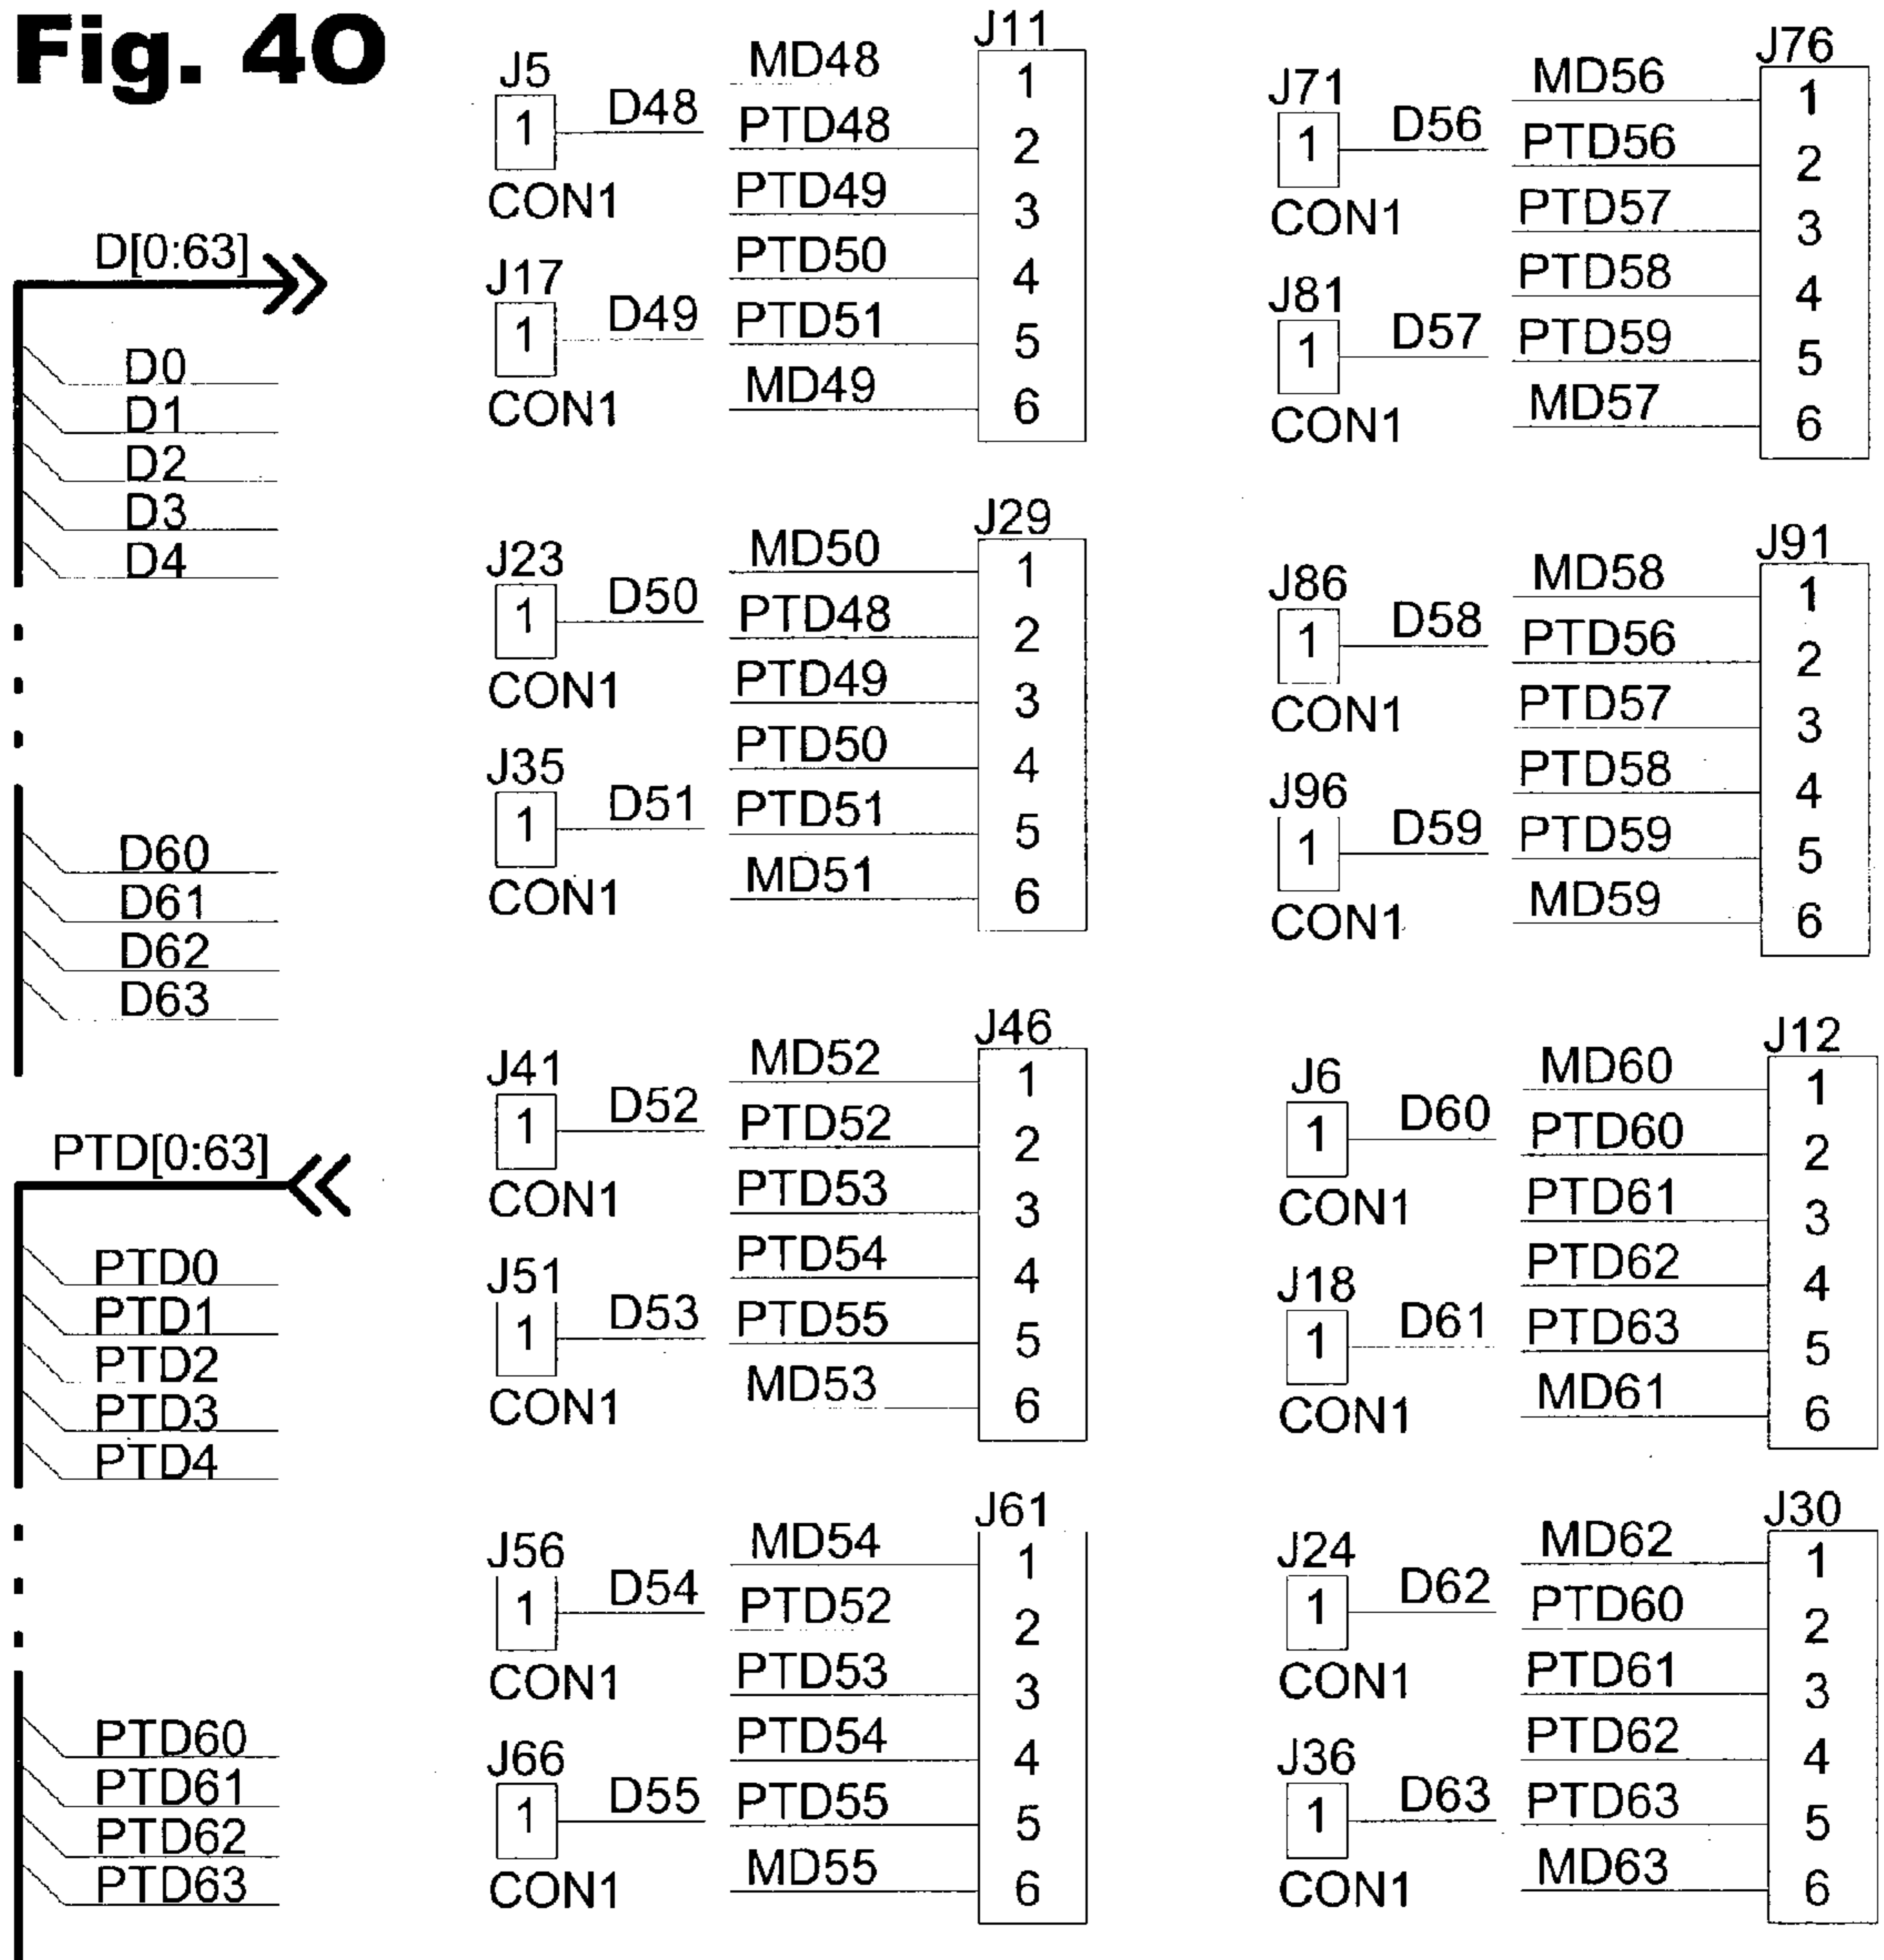 Fig. 40
D[0:63]
D0
D1
D2
D3
D4
D60
D61
D62
D63
PTD[0:63]
PTD0
PTD1
PTD2
PTD3
PTD4
PTD60
PTD61
PTD62
PTD63
J5
1
D48
CON1
J17
1
D49
CON1
J11
MD48
1
PTD48
2
PTD49
3
PTD50
4
PTD51
5
MD49
6
J23
1
D50
CON1
J35
1
D51
CON1
J29
MD50
1
PTD48
2
PTD49
3
PTD50
4
PTD51
5
MD51
6
J41
1
D52
CON1
J51
1
D53
CON1
J46
MD52
1
PTD52
2
PTD53
3
PTD54
4
PTD55
5
MD53
6
J56
1
D54
CON1
J66
1
D55
CON1
J61
MD54
1
PTD52
2
PTD53
3
PTD54
4
PTD55
5
MD55
6
J71
1
D56
CON1
J81
1
D57
CON1
J76
MD56
1
PTD56
2
PTD57
3
PTD58
4
PTD59
5
MD57
6
J86
1
D58
CON1
J96
1
D59
CON1
J91
MD58
1
PTD56
2
PTD57
3
PTD58
4
PTD59
5
MD59
6
J6
1
D60
CON1
J18
1
D61
CON1
J12
MD60
1
PTD60
2
PTD61
3
PTD62
4
PTD63
5
MD61
6
J24
1
D62
CON1
J36
1
D63
CON1
J30
MD62
1
PTD60
2
PTD61
3
PTD62
4
PTD63
5
MD63
6